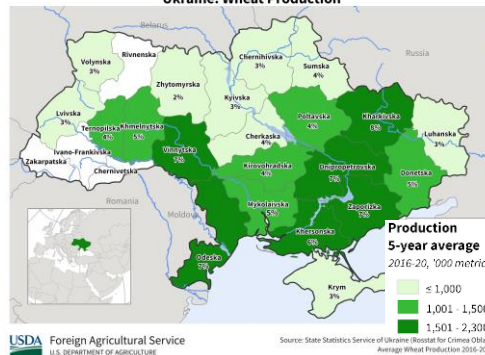 Ukraine: Wheat Production
Belarus
Russia
Volynska
3%
Rivnenska
Zhytomyrska
2%
Chernihivska
3%
Sumska
4%
Kyivska
3%
Lvivska
3%
Ternopilska
4%
Khmelnytska
5%
Ivano-Frankivska
Zakarpatska
Chernivetska
Vinnytska
7%
Cherkaska
4%
Poltavska
4%
Kharkivska
8%
Luhanska
3%
Kirovohradska
4%
Dnipropetrovska
7%
Donetska
5%
Mykolaivska
5%
Zaporizka
7%
Khersonska
6%
Odeska
7%
Krym
3%
Romania
Moldova
Production
5-year average
2016-20, '000 metric
≤ 1,000
1,001 - 1,500
1,501 - 2,300
USDA Foreign Agricultural Service
U.S. DEPARTMENT OF AGRICULTURE
Source: State Statistics Service of Ukraine (Rosstat for Crimea Obla
Average Wheat Production 2016-20